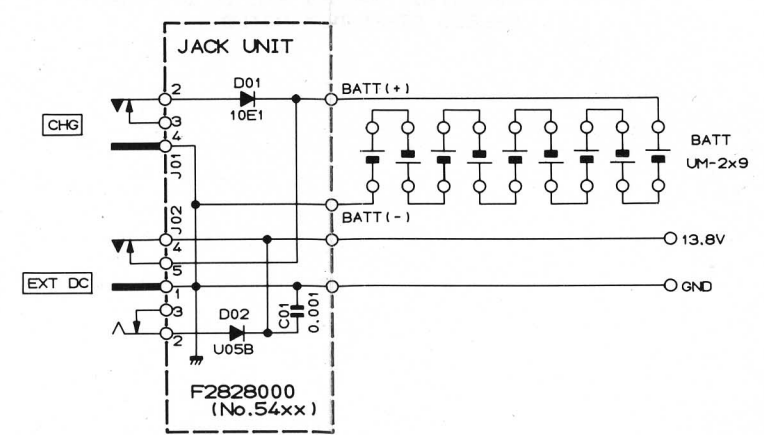 JACK UNIT
D01
2
10E1
BATT(+)
CHG
3
4
J01
BATT
UM-2x9
BATT(-)
J02
4
13.8V
5
EXT DC
1
GND
3
D02
C01
0.001
2
U05B
F2828000
(No.54xx)